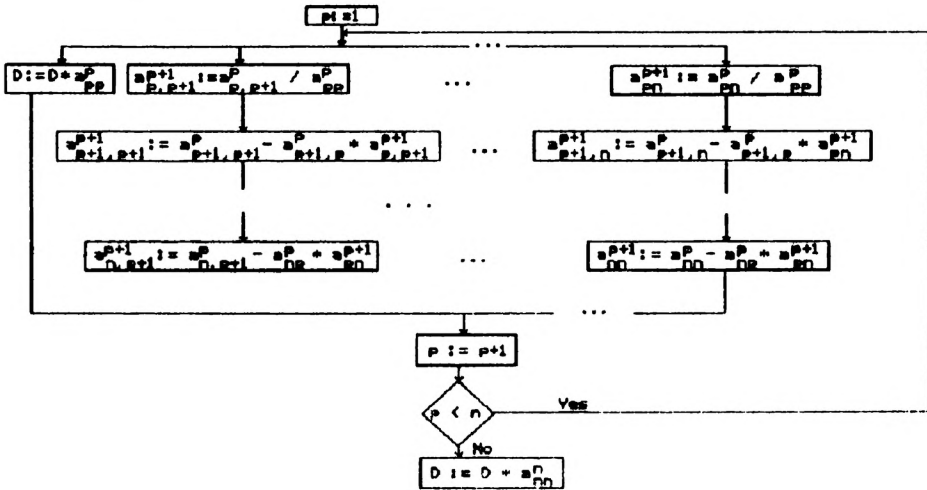 p:=1
...
D:=D*a^p_pp
a^{p+1}_{p,p+1}:=a^p_{p,p+1} / a^p_pp
...
a^{p+1}_pn := a^p_pn / a^p_pp
a^{p+1}_{p+1,p+1}:= a^p_{p+1,p+1}- a^p_{p+1,p} * a^{p+1}_{p,p+1}
...
a^{p+1}_{p+1,n}:= a^p_{p+1,n}- a^p_{p+1,p} * a^{p+1}_pn
. . .
a^{p+1}_{n,p+1}:= a^p_{n,p+1}- a^p_np * a^{p+1}_pn
...
a^{p+1}_nn:= a^p_nn- a^p_np* a^{p+1}_pn
...
p := p+1
p < n
Yes
No
D := D * a^n_nn